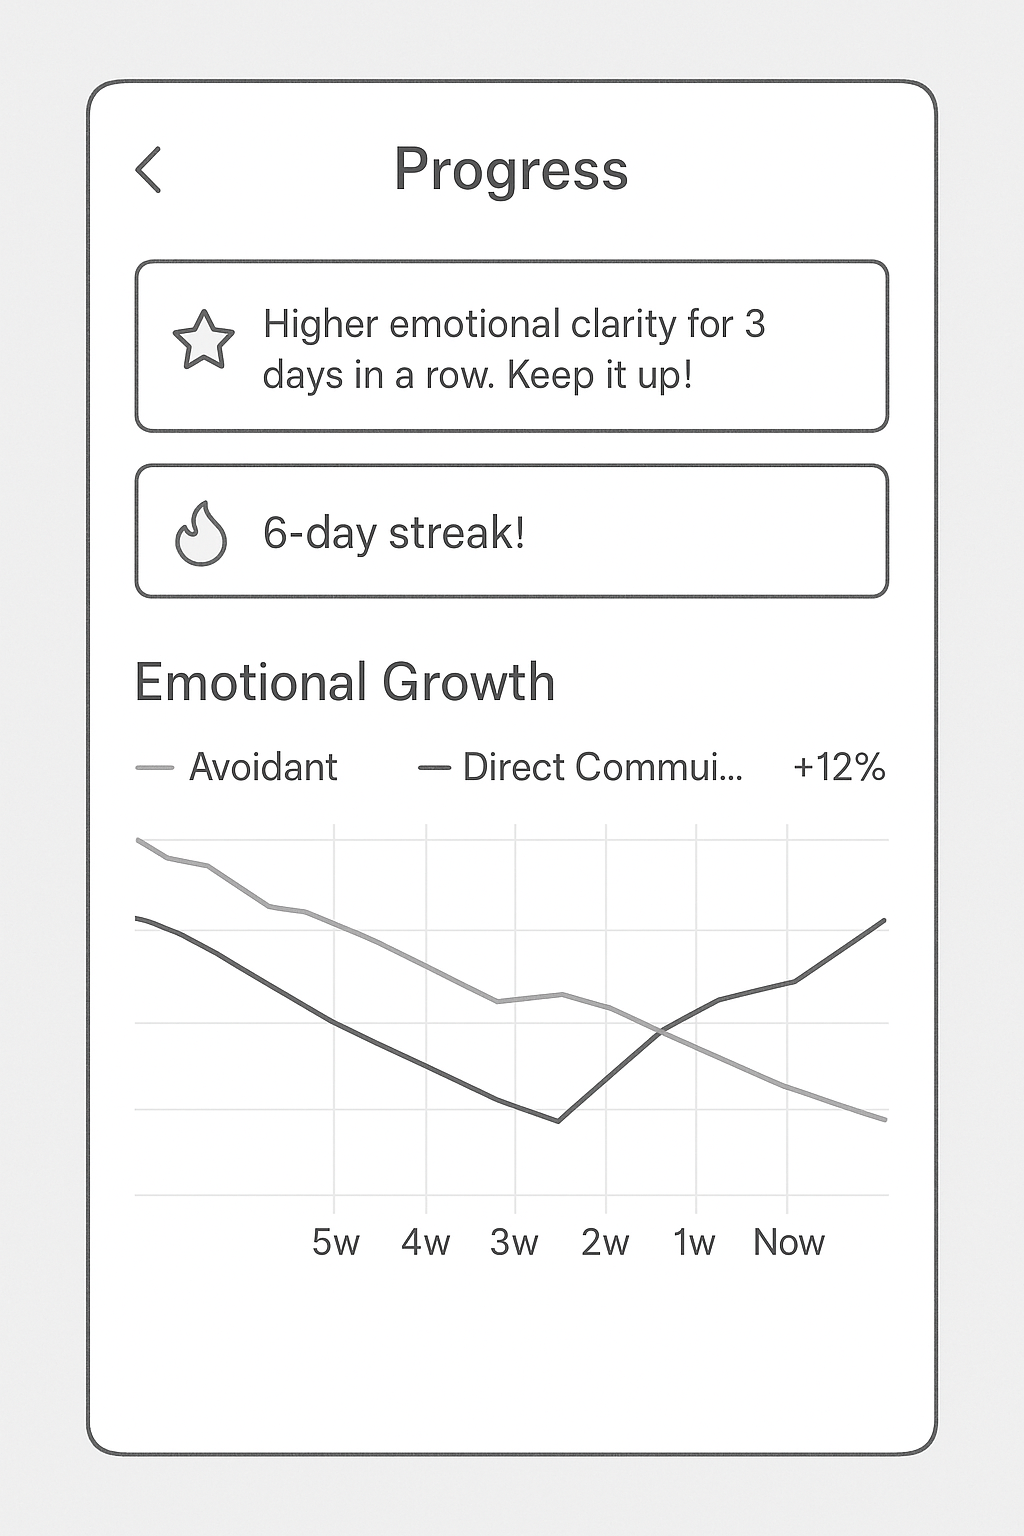 Progress
Higher emotional clarity for 3
days in a row. Keep it up!
6-day streak!
Emotional Growth
Avoidant Direct Commui... +12%
5w 4w 3w 2w 1w Now